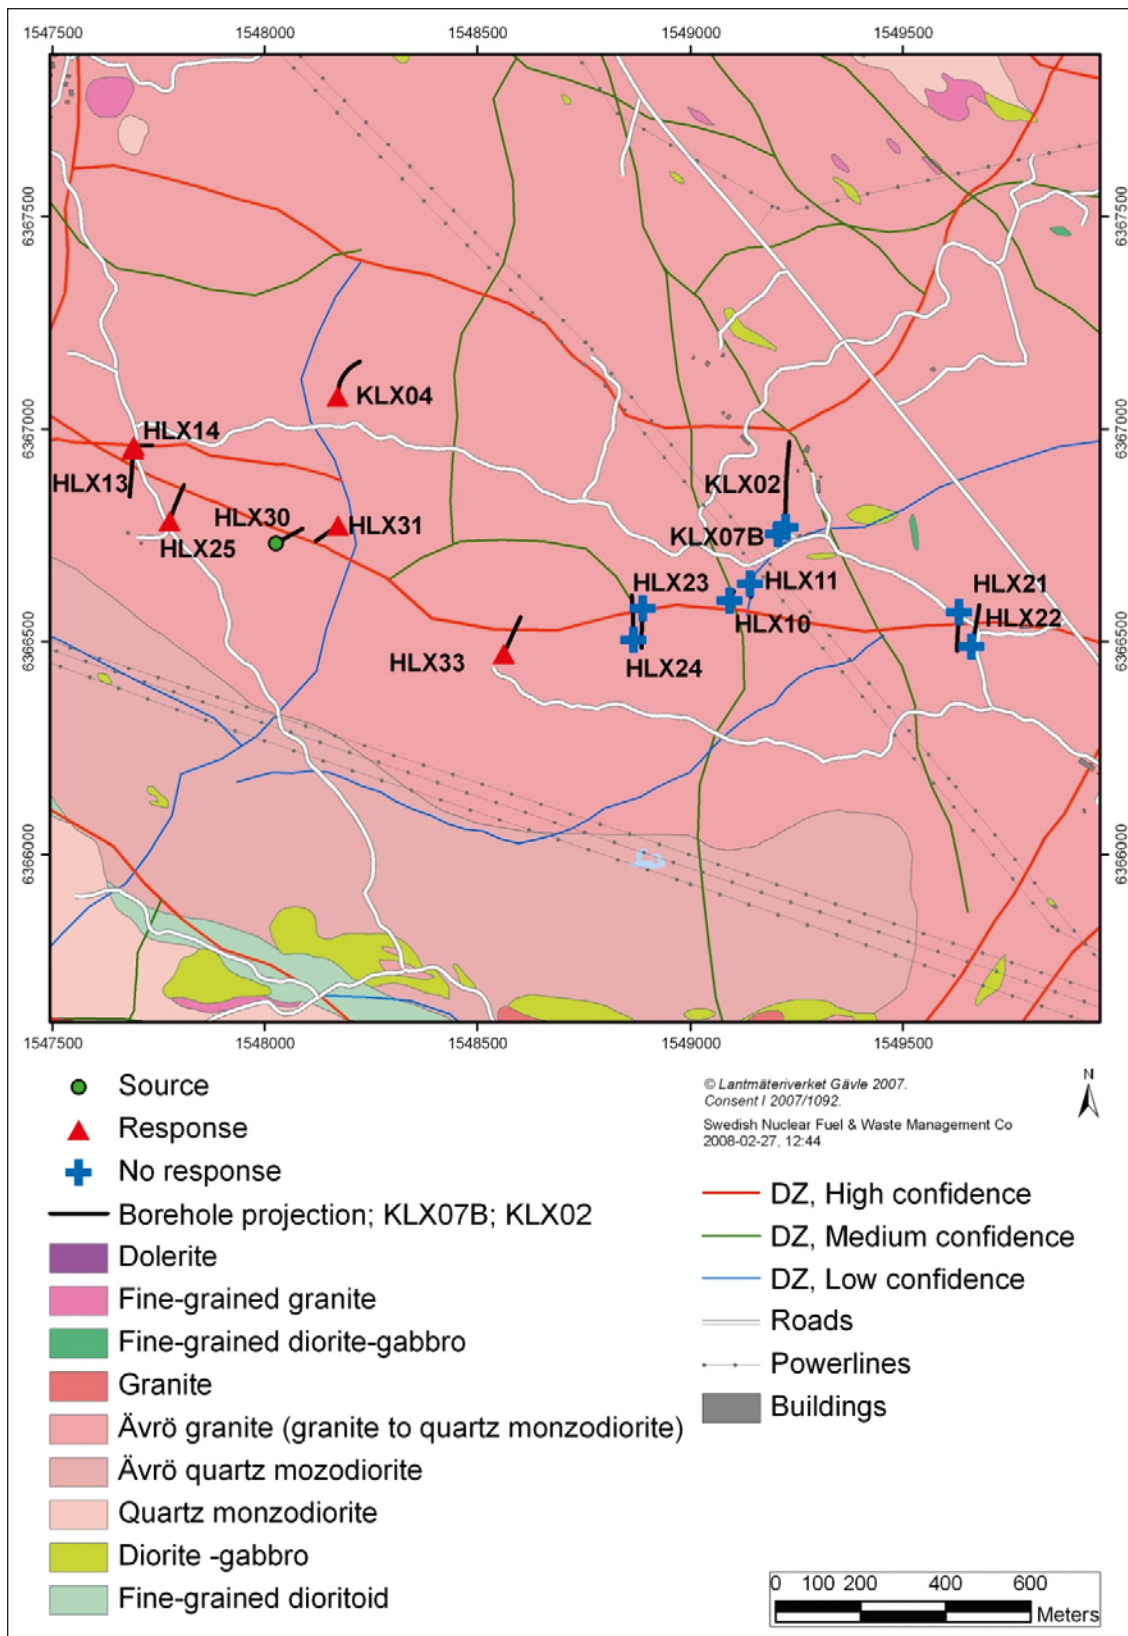 1547500 1548000 1548500 1549000 1549500
6367500 6367500
KLX04
6367000 6367000
HLX14
HLX13
KLX02
HLX30 HLX31
KLX07B
HLX25
HLX23 HLX11 HLX21
HLX10 HLX22
HLX33 HLX24
6366500 6366500
6366000 6366000
1547500 1548000 1548500 1549000 1549500
Source
Response
No response
Borehole projection; KLX07B; KLX02
Dolerite
Fine-grained granite
Fine-grained diorite-gabbro
Granite
Ävrö granite (granite to quartz monzodiorite)
Ävrö quartz mozodiorite
Quartz monzodiorite
Diorite -gabbro
Fine-grained dioritoid
© Lantmäteriverket Gävle 2007.
Consent I 2007/1092.
Swedish Nuclear Fuel & Waste Management Co
2008-02-27, 12:44
N
DZ, High confidence
DZ, Medium confidence
DZ, Low confidence
Roads
Powerlines
Buildings
0 100 200 400 600
Meters